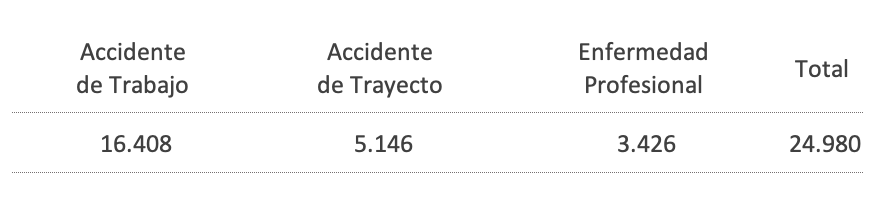 Accidente de Trabajo Accidente de Trayecto Enfermedad Profesional Total
16.408 5.146 3.426 24.980